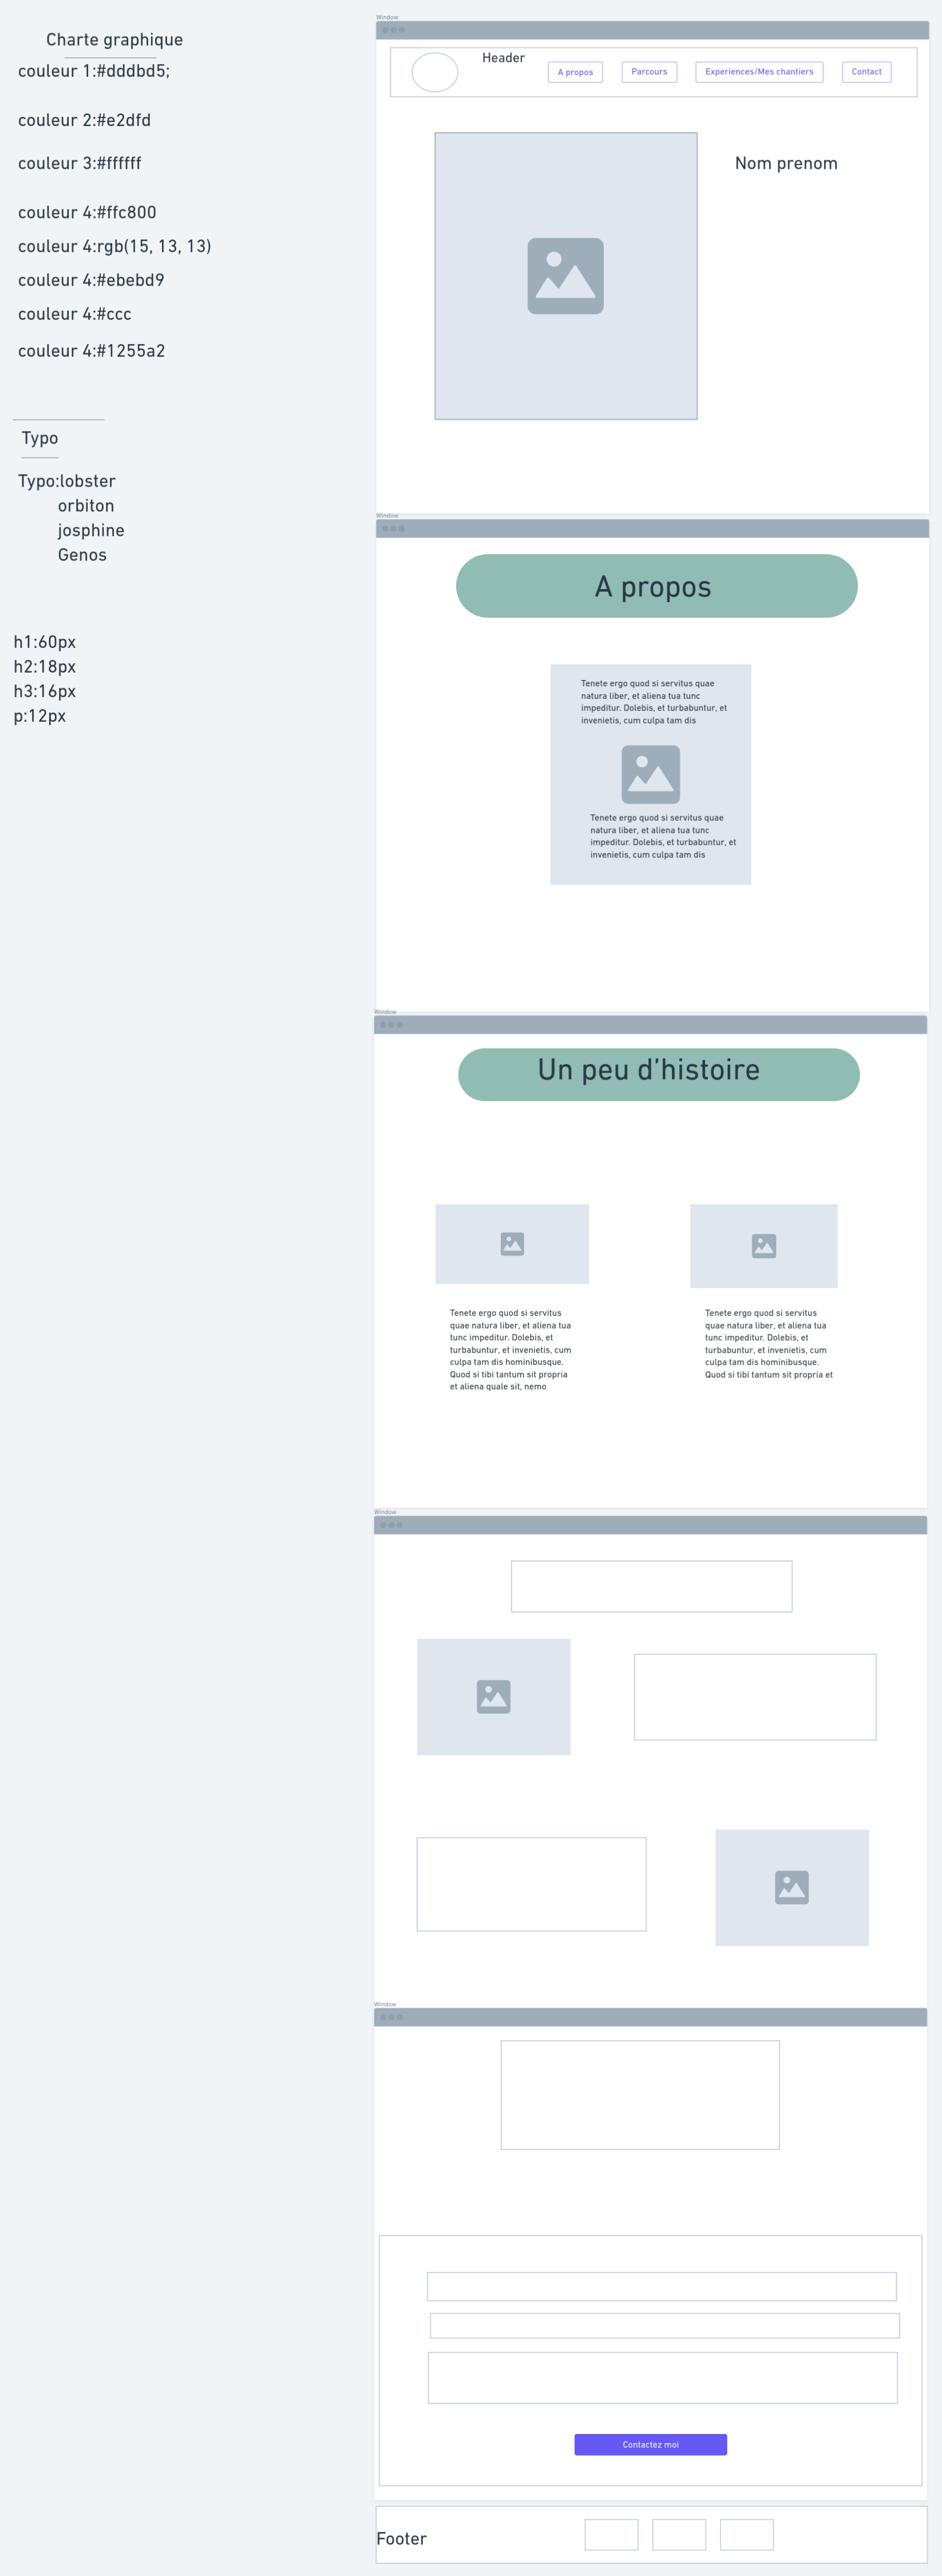 Charte graphique
couleur 1:#dddbd5;
couleur 2:#e2dfd
couleur 3:#ffffff
couleur 4:#ffc800
couleur 4:rgb(15, 13, 13)
couleur 4:#ebebd9
couleur 4:#ccc
couleur 4:#1255a2
Typo
Typo:lobster
orbiton
josphine
Genos
h1:60px
h2:18px
h3:16px
p:12px
Window
Header
A propos
Parcours
Experiences/Mes chantiers
Contact
Nom prenom
Window
A propos
Tenete ergo quod si servitus quae
natura liber, et aliena tua tunc
impeditur. Dolebis, et turbabuntur, et
invenietis, cum culpa tam dis
Tenete ergo quod si servitus quae
natura liber, et aliena tua tunc
impeditur. Dolebis, et turbabuntur, et
invenietis, cum culpa tam dis
Window
Un peu d'histoire
Tenete ergo quod si servitus
quae natura liber, et aliena tua
tunc impeditur. Dolebis, et
turbabuntur, et invenietis, cum
culpa tam dis hominibusque.
Quod si tibi tantum sit propria
et aliena quale sit, nemo
Tenete ergo quod si servitus
quae natura liber, et aliena tua
tunc impeditur. Dolebis, et
turbabuntur, et invenietis, cum
culpa tam dis hominibusque.
Quod si tibi tantum sit propria et
Window
Window
Contactez moi
Footer